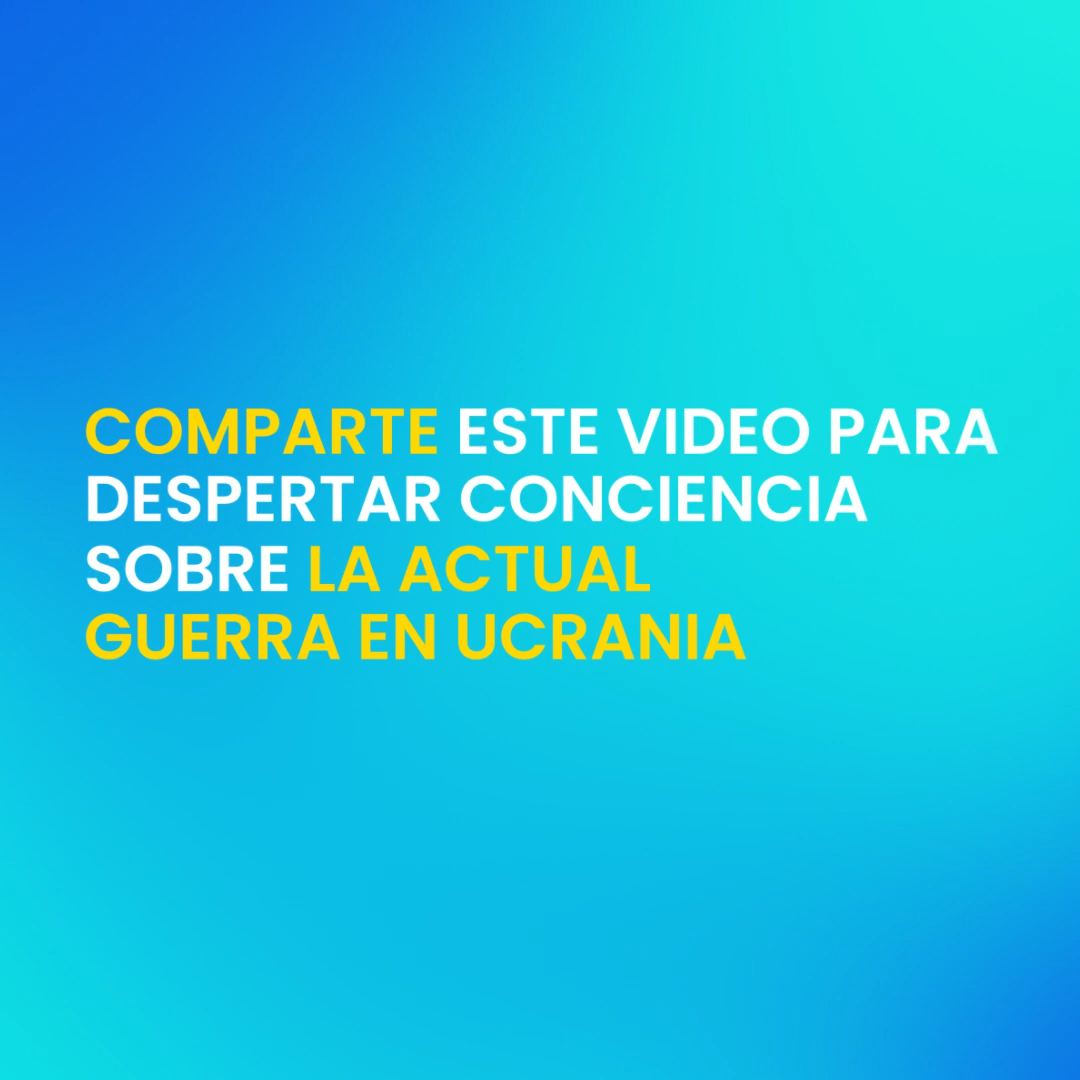 COMPARTE ESTE VIDEO PARA
DESPERTAR CONCIENCIA
SOBRE LA ACTUAL
GUERRA EN UCRANIA